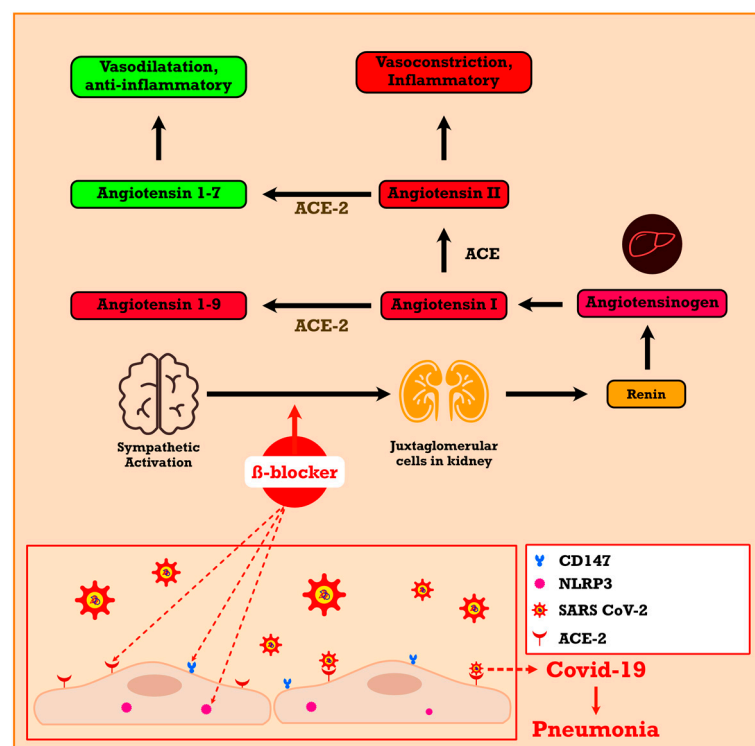 Vasodilatation,
anti-inflammatory
Vasoconstriction,
Inflammatory
Angiotensin 1-7
ACE-2
Angiotensin II
ACE
Angiotensin 1-9
ACE-2
Angiotensin I
Angiotensinogen
Renin
Sympathetic
Activation
Juxtaglomerular
cells in kidney
ß-blocker
CD147
NLRP3
SARS CoV-2
ACE-2
Covid-19
Pneumonia